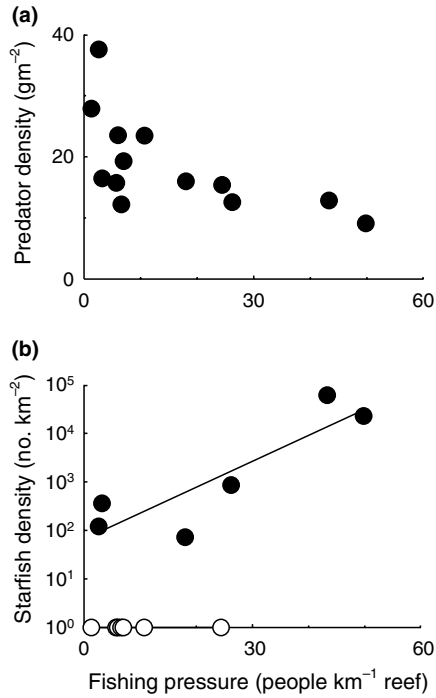 (a)
40
20
0
Predator density (gm⁻²)
0 30 60
(b)
10⁵
10⁴
10³
10²
10¹
10⁰
Starfish density (no. km⁻²)
0 30 60
Fishing pressure (people km⁻¹ reef)